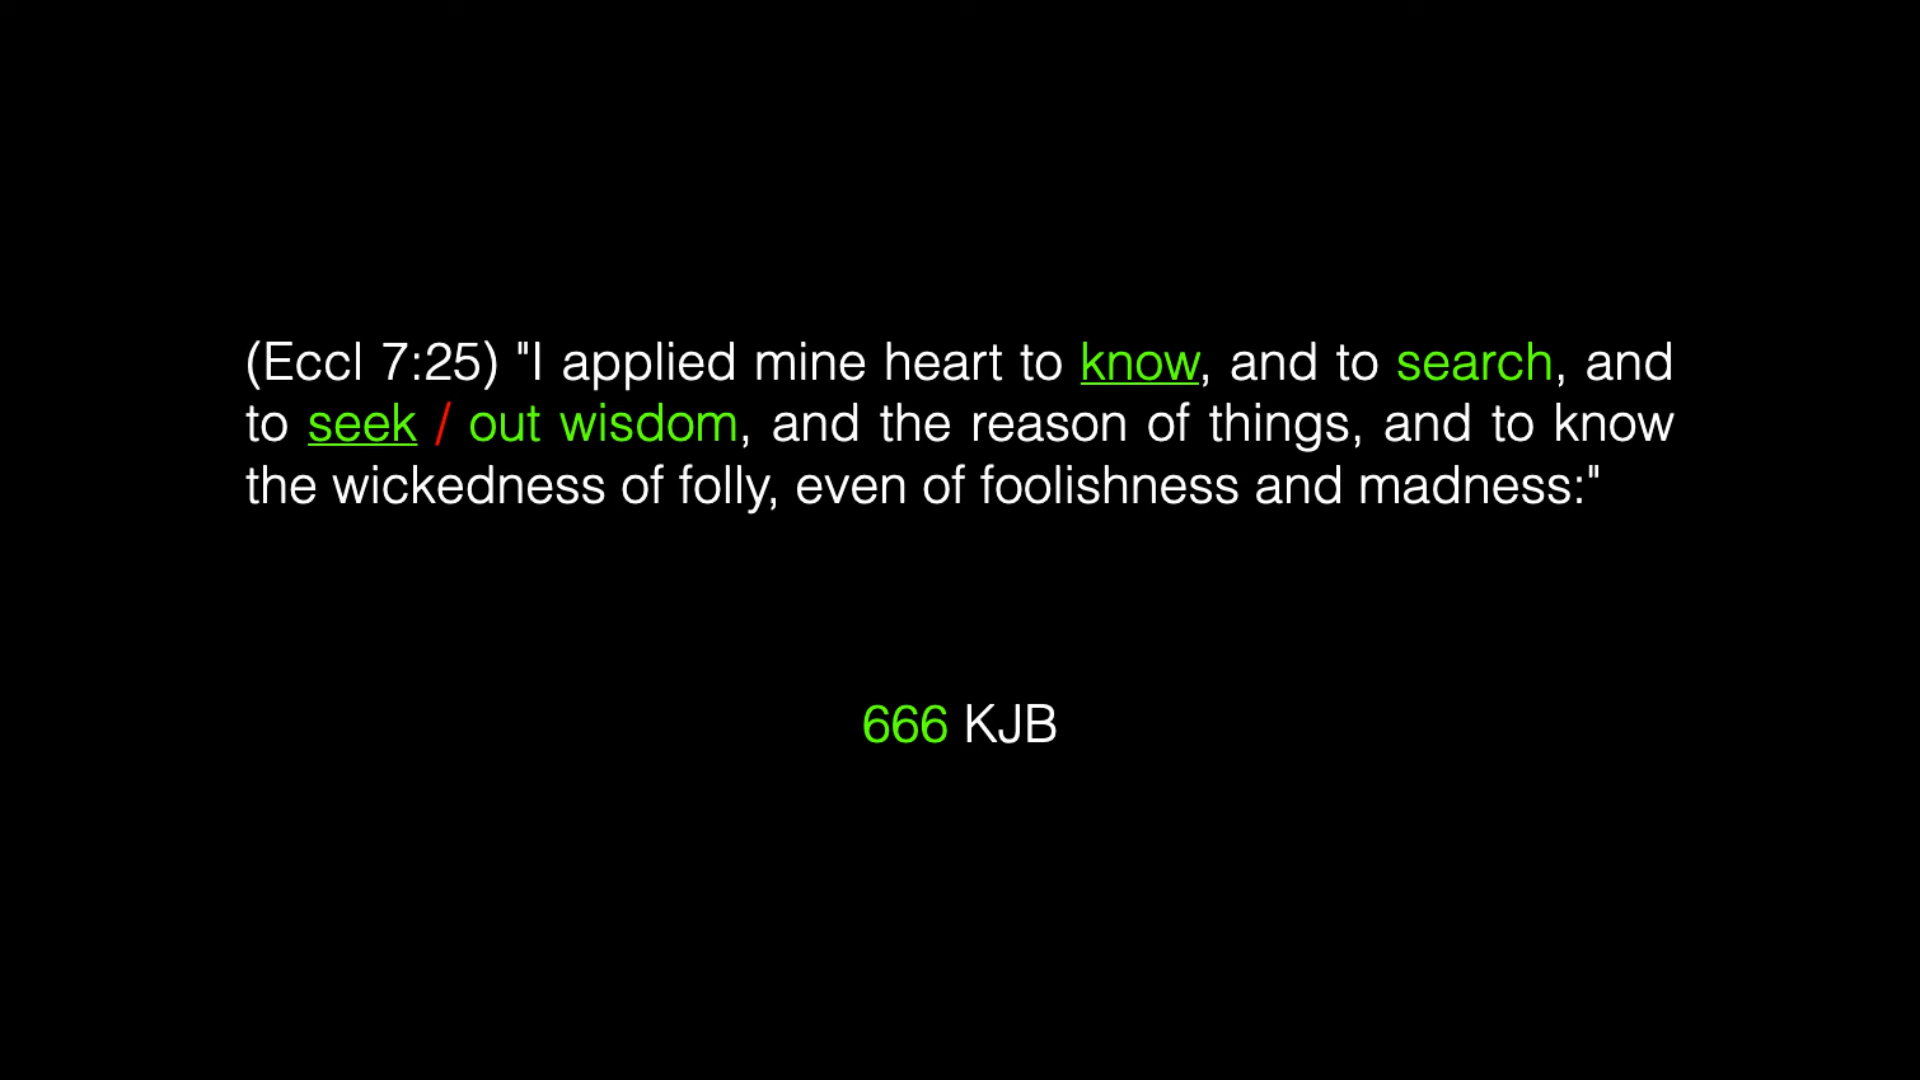 (Eccl 7:25) "I applied mine heart to know, and to search, and
to seek / out wisdom, and the reason of things, and to know
the wickedness of folly, even of foolishness and madness:"
666 KJB